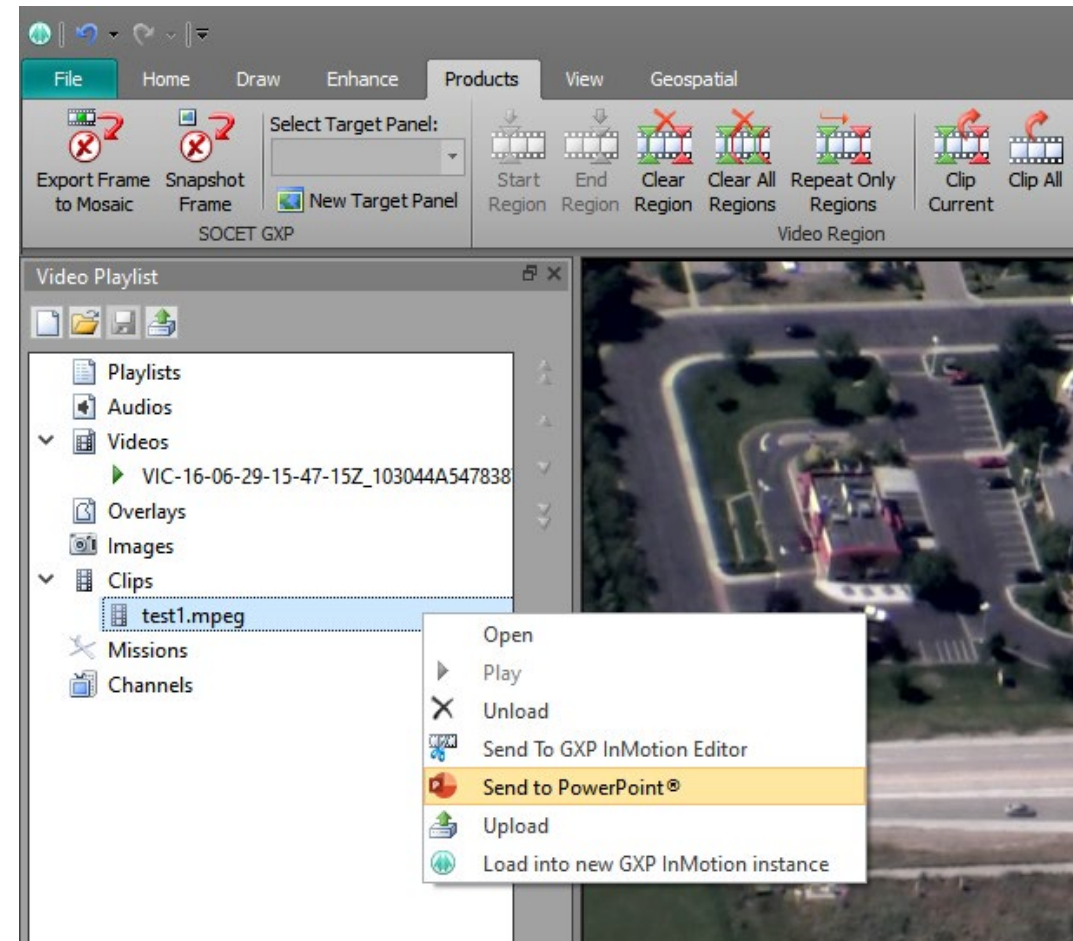 File Home Draw Enhance Products View Geospatial
Export Frame to Mosaic
Snapshot Frame
Select Target Panel:
New Target Panel
SOCET GXP
Start Region
End Region
Clear Region
Clear All Regions
Repeat Only Regions
Clip Current
Clip All
Video Region
Video Playlist
Playlists
Audios
Videos
VIC-16-06-29-15-47-15Z_103044A547838
Overlays
Images
Clips
test1.mpeg
Missions
Channels
Open
Play
Unload
Send To GXP InMotion Editor
Send to PowerPoint®
Upload
Load into new GXP InMotion instance